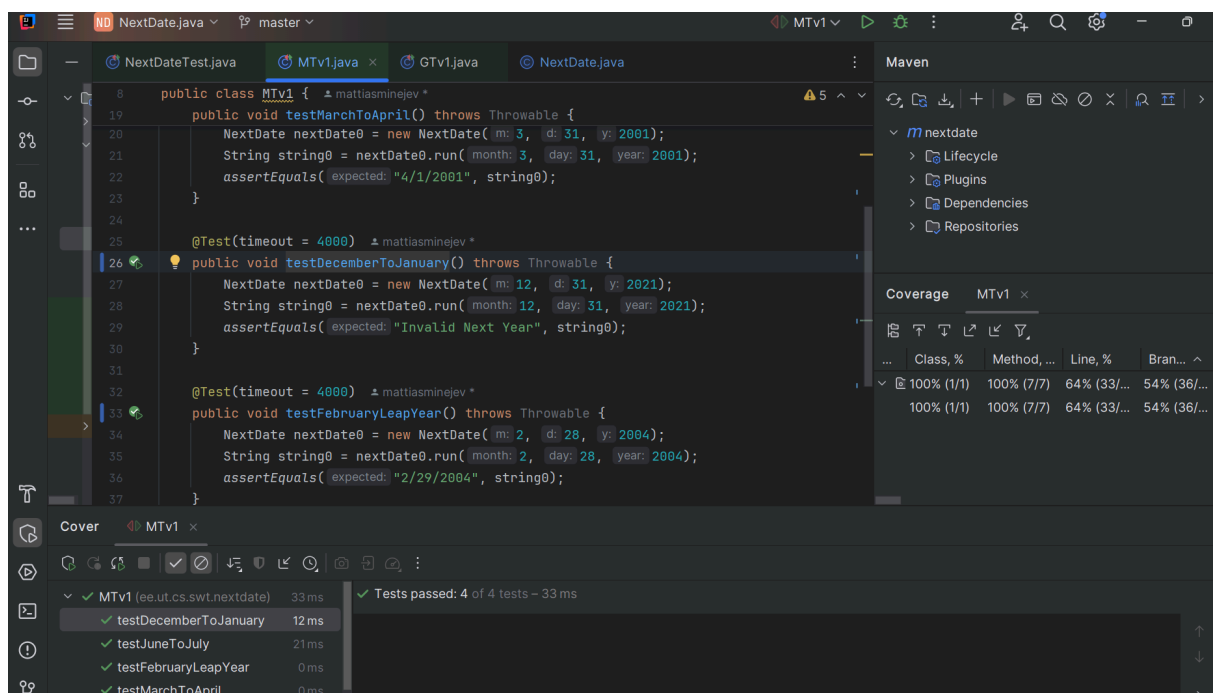 ND NextDate.java master MTv1
NextDateTest.java MTv1.java × GTv1.java NextDate.java Maven
8 public class MTv1 { mattiasminejev * 5
19 public void testMarchToApril() throws Throwable {
20 NextDate nextDate0 = new NextDate( m: 3, d: 31, y: 2001);
21 String string0 = nextDate0.run( month: 3, day: 31, year: 2001);
22 assertEquals( expected: "4/1/2001", string0);
23 }
24
25 @Test(timeout = 4000) mattiasminejev *
26 public void testDecemberToJanuary() throws Throwable {
27 NextDate nextDate0 = new NextDate( m: 12, d: 31, y: 2021);
28 String string0 = nextDate0.run( month: 12, day: 31, year: 2021);
29 assertEquals( expected: "Invalid Next Year", string0);
30 }
31
32 @Test(timeout = 4000) mattiasminejev *
33 public void testFebruaryLeapYear() throws Throwable {
34 NextDate nextDate0 = new NextDate( m: 2, d: 28, y: 2004);
35 String string0 = nextDate0.run( month: 2, day: 28, year: 2004);
36 assertEquals( expected: "2/29/2004", string0);
37 }
m nextdate
Lifecycle
Plugins
Dependencies
Repositories
Coverage MTv1 ×
... Class, % Method, ... Line, % Bran...
100% (1/1) 100% (7/7) 64% (33/... 54% (36/...
100% (1/1) 100% (7/7) 64% (33/... 54% (36/...
Cover MTv1 ×
MTv1 (ee.ut.cs.swt.nextdate) 33 ms
testDecemberToJanuary 12 ms
testJuneToJuly 21 ms
testFebruaryLeapYear 0 ms
testMarchToApril 0 ms
Tests passed: 4 of 4 tests – 33 ms